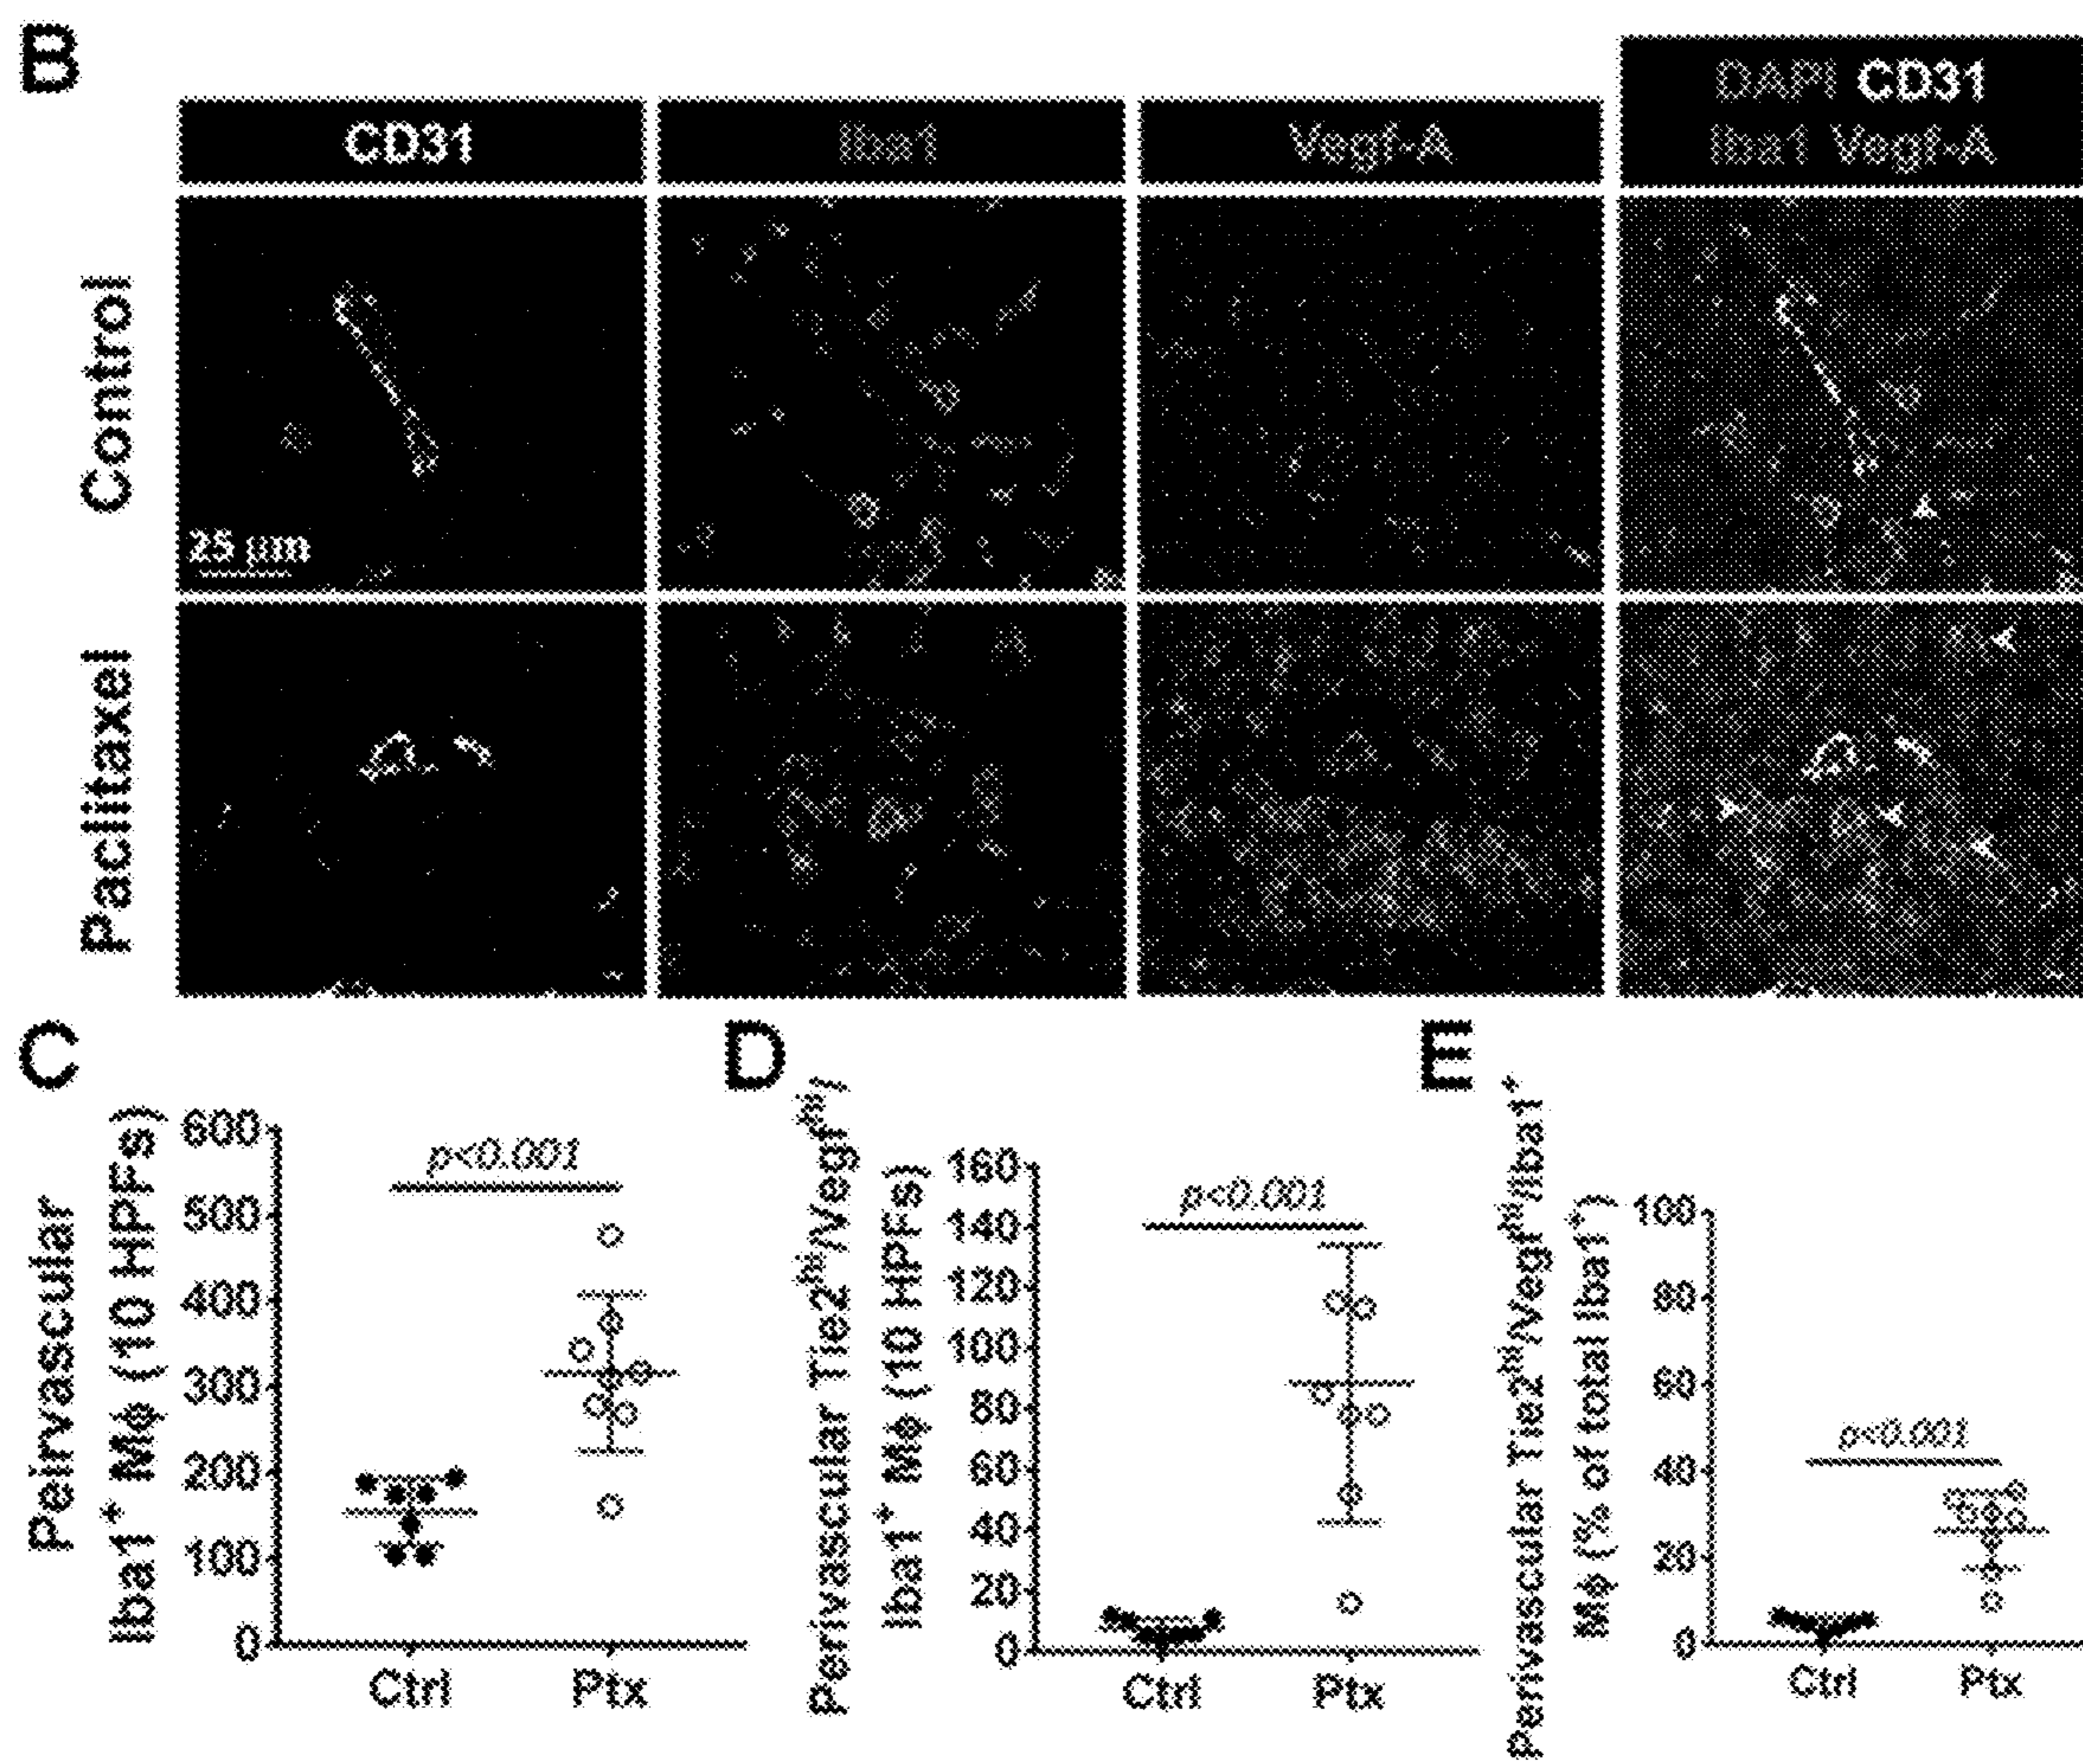 B
DAPI CD31
CD31 Iba1 Vegf-A Iba1 Vegf-A
Control
25 µm
Paclitaxel
C
Peirvascular
Iba1+ Mφ (10 HPFs)
600
500
400
300
200
100
0
p<0.001
Ctrl Ptx
D
Perivascular Tie2hi/Vegfhi/
Iba1+ Mφ (10 HPFs)
160
140
120
100
80
60
40
20
0
p<0.001
Ctrl Ptx
E
Perivascular Tie2hi/Vegfhi/Iba1+
Mφ (% of total Iba1+)
100
80
60
40
20
0
p<0.001
Ctrl Ptx